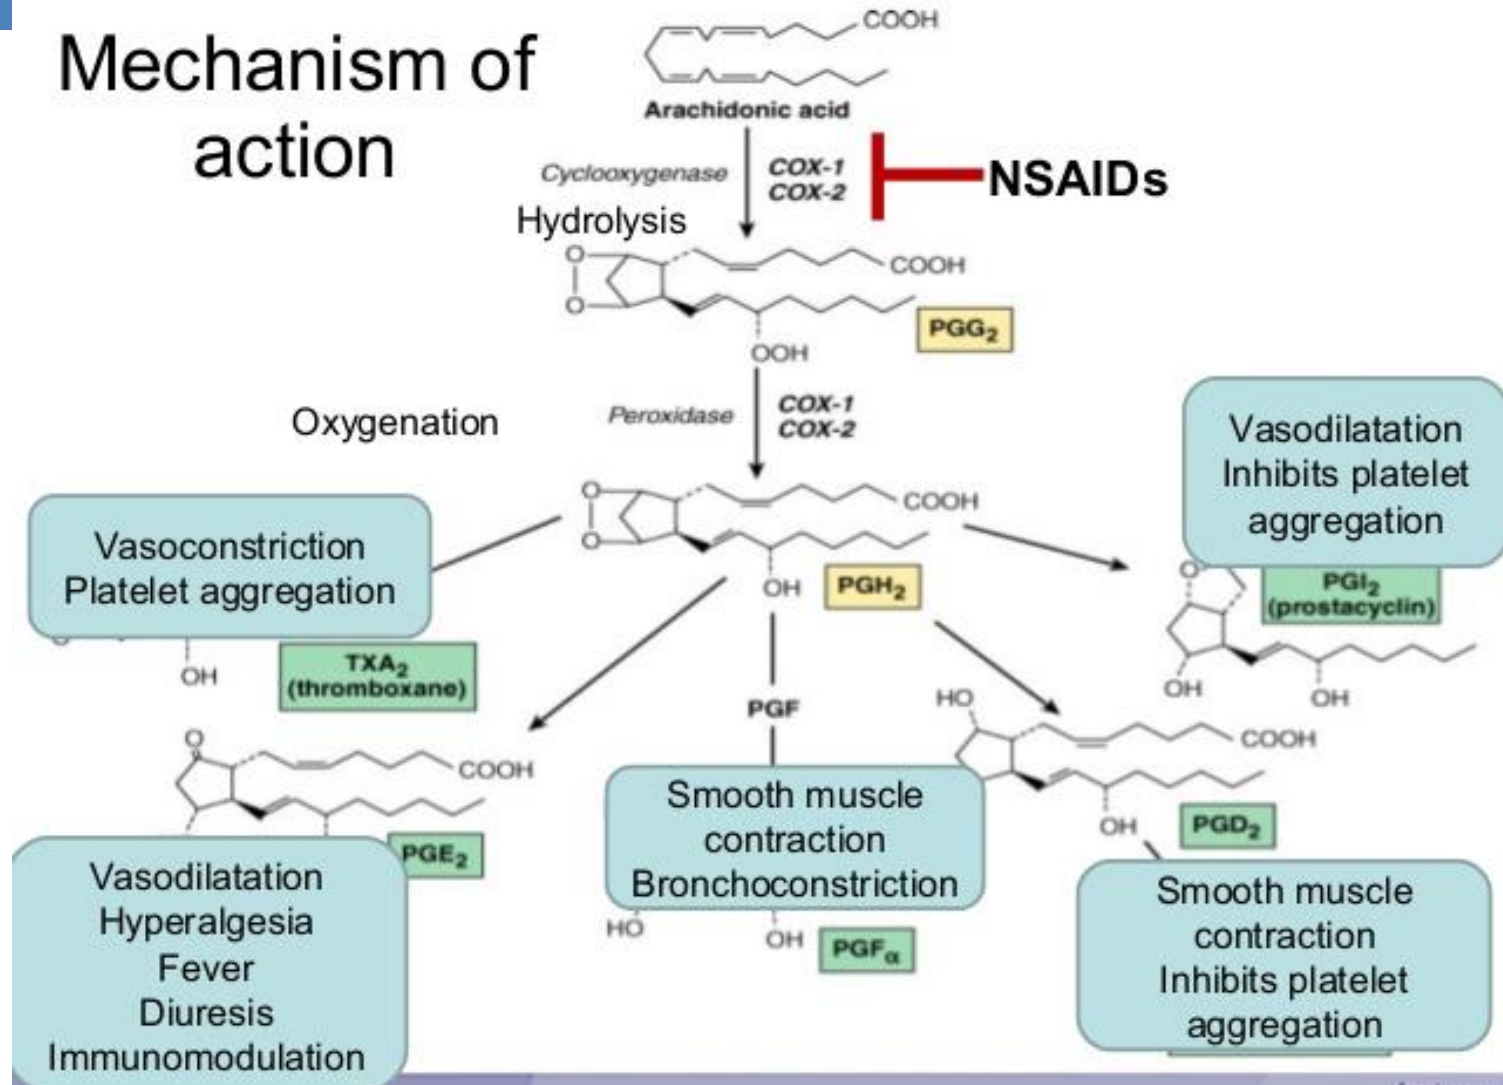 Mechanism of
action
COOH
Arachidonic acid
Cyclooxygenase
COX-1
COX-2
NSAIDs
Hydrolysis
O
O
COOH
PGG₂
OOH
Oxygenation
Peroxidase
COX-1
COX-2
Vasodilatation
Inhibits platelet
aggregation
O
O
COOH
OH
PGH₂
Vasoconstriction
Platelet aggregation
OH
TXA₂
(thromboxane)
O
PGI₂
(prostacyclin)
OH
OH
PGF
HO
COOH
OH
PGD₂
O
COOH
PGE₂
Smooth muscle
contraction
Bronchoconstriction
HO
OH
PGFα
Vasodilatation
Hyperalgesia
Fever
Diuresis
Immunomodulation
Smooth muscle
contraction
Inhibits platelet
aggregation